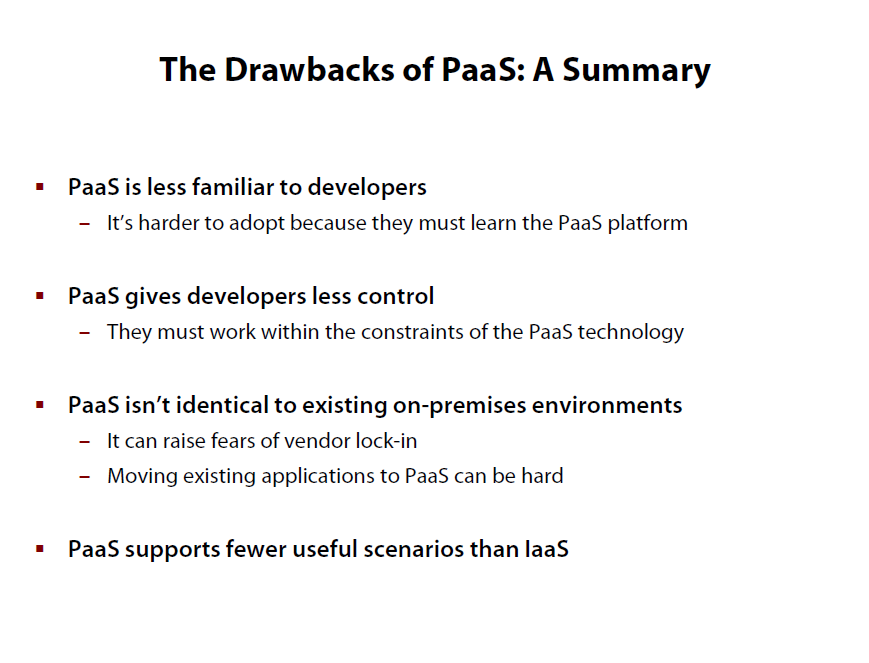 The Drawbacks of PaaS: A Summary
▪ PaaS is less familiar to developers
– It’s harder to adopt because they must learn the PaaS platform
▪ PaaS gives developers less control
– They must work within the constraints of the PaaS technology
▪ PaaS isn’t identical to existing on-premises environments
– It can raise fears of vendor lock-in
– Moving existing applications to PaaS can be hard
▪ PaaS supports fewer useful scenarios than IaaS